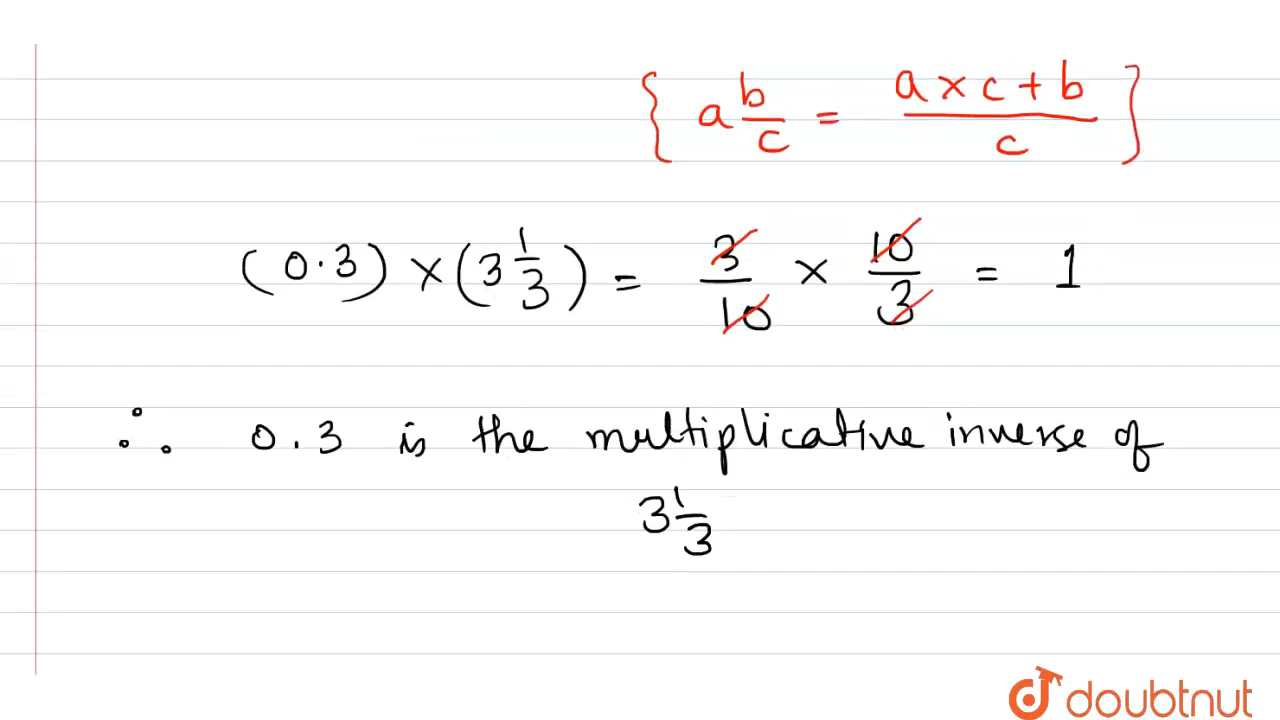 { a b/c = a×c+b/c }
(0.3) × (3 1/3) = 3/10 × 10/3 = 1
∴ 0.3 is the multiplicative inverse of
3 1/3
doubtnut